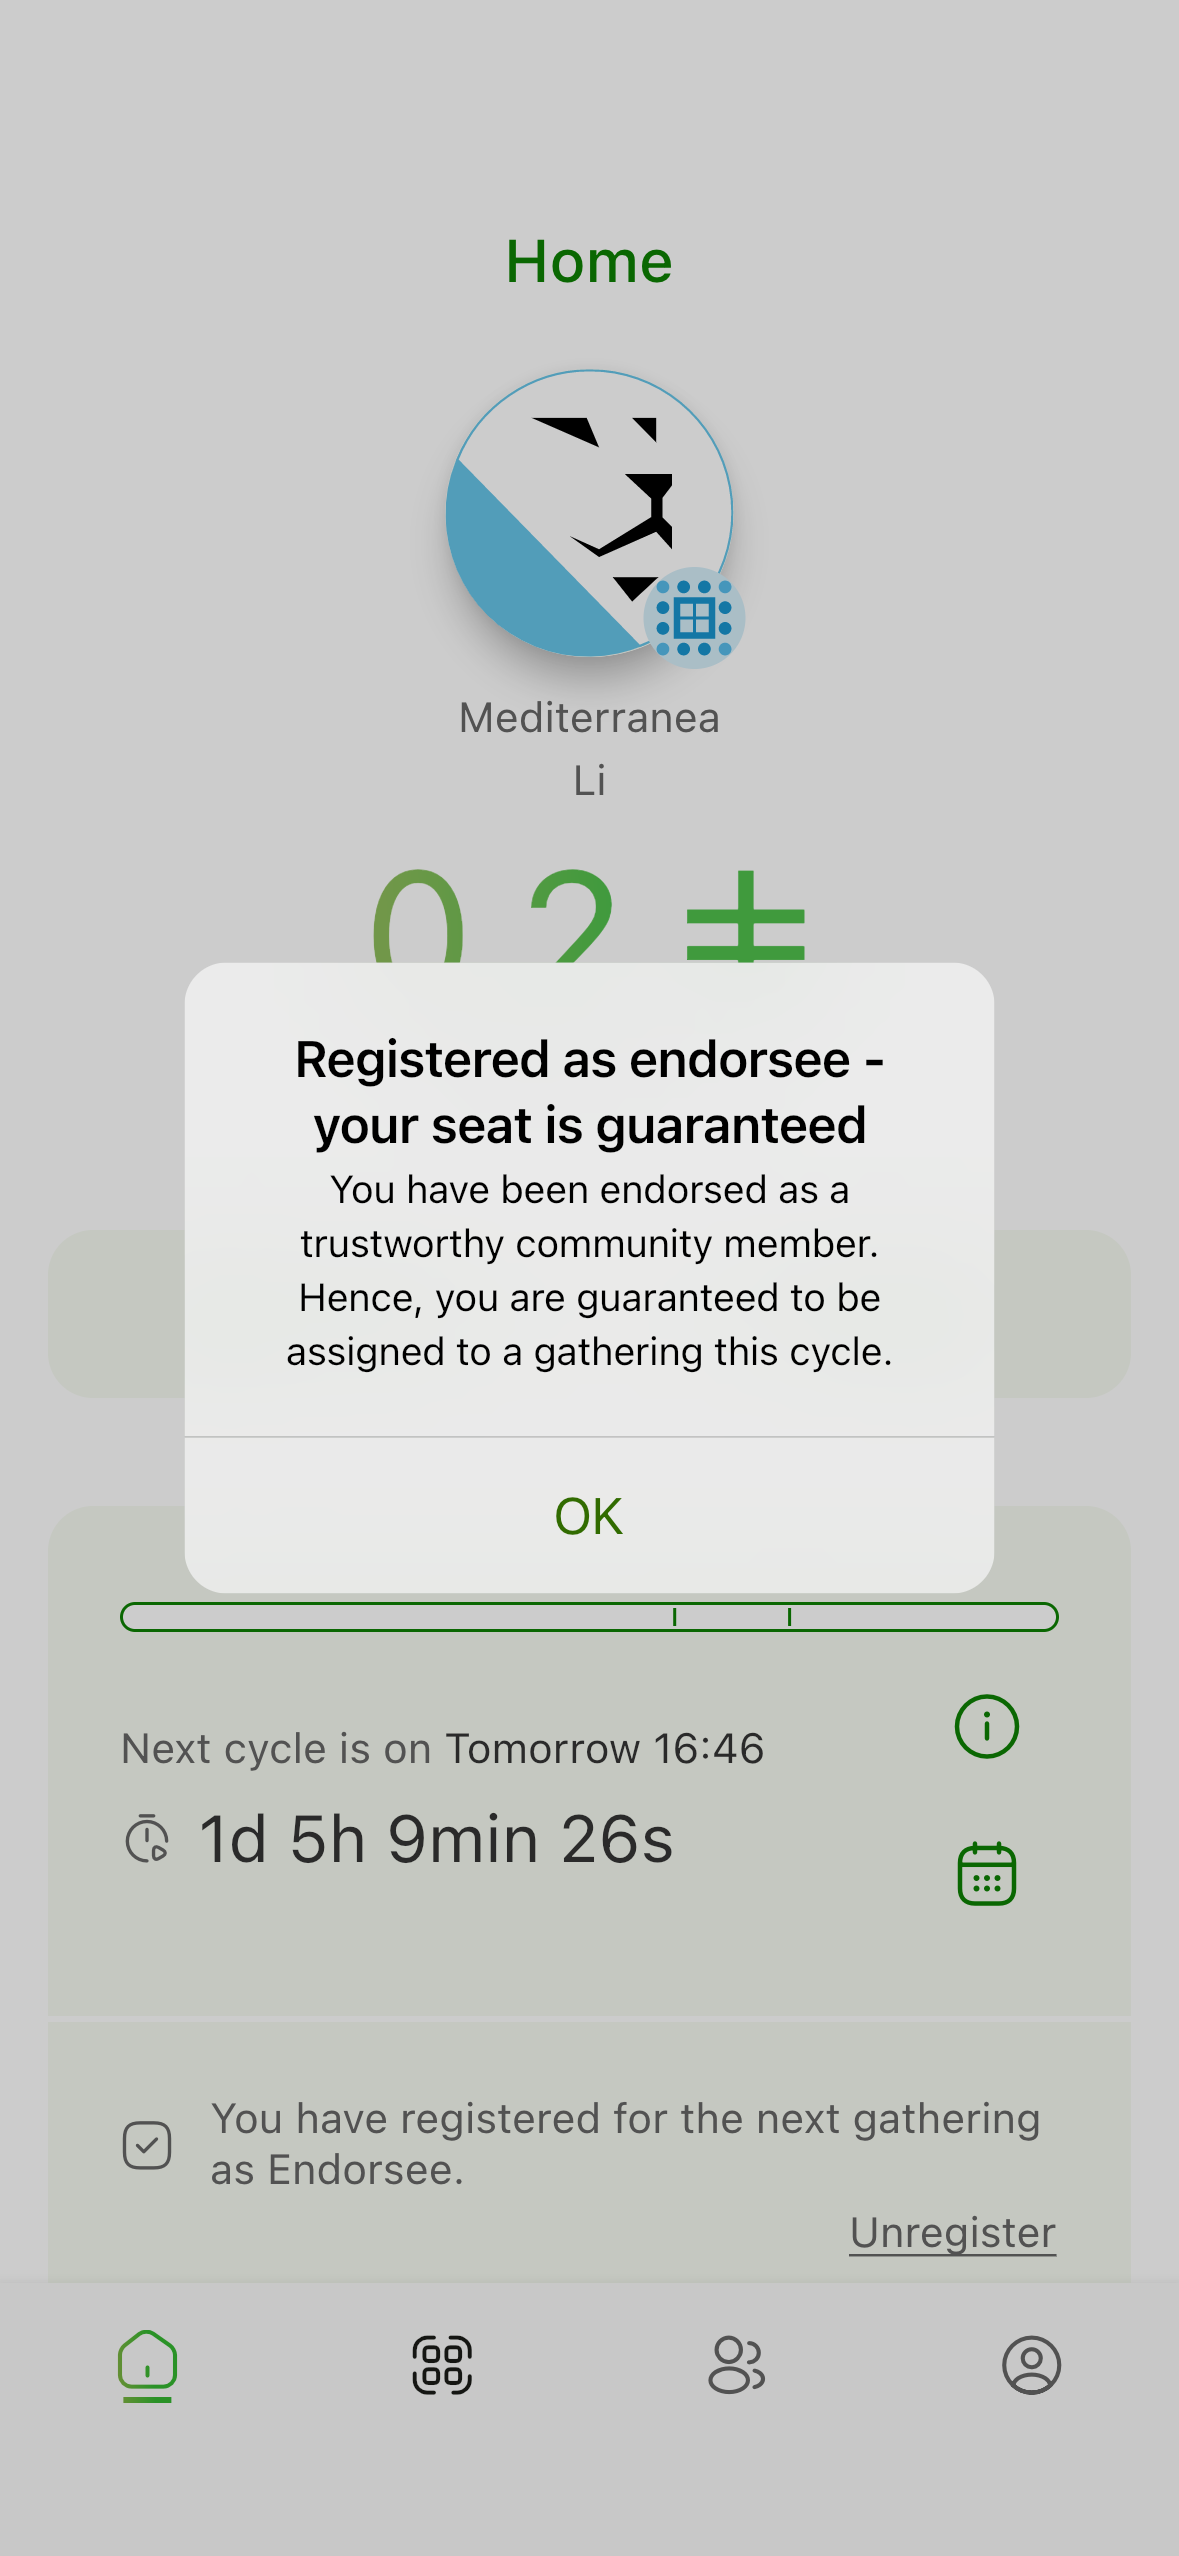 Home
Mediterranea
Li
0.2 ⵐ
Registered as endorsee -
your seat is guaranteed
You have been endorsed as a
trustworthy community member.
Hence, you are guaranteed to be
assigned to a gathering this cycle.
OK
Next cycle is on Tomorrow 16:46
1d 5h 9min 26s
You have registered for the next gathering
as Endorsee.
Unregister